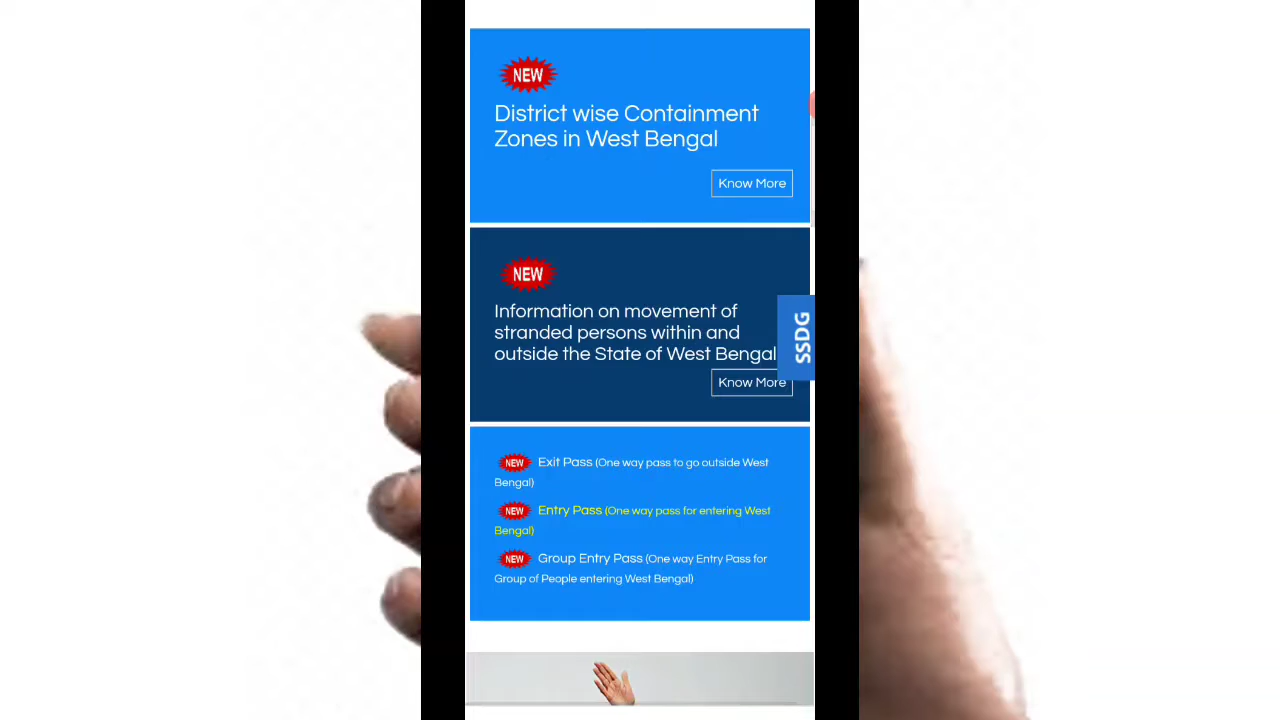 NEW
District wise Containment
Zones in West Bengal
Know More
NEW
Information on movement of
stranded persons within and
outside the State of West Bengal
SSDG
Know More
NEW Exit Pass (One way pass to go outside West
Bengal)
NEW Entry Pass (One way pass for entering West
Bengal)
NEW Group Entry Pass (One way Entry Pass for
Group of People entering West Bengal)